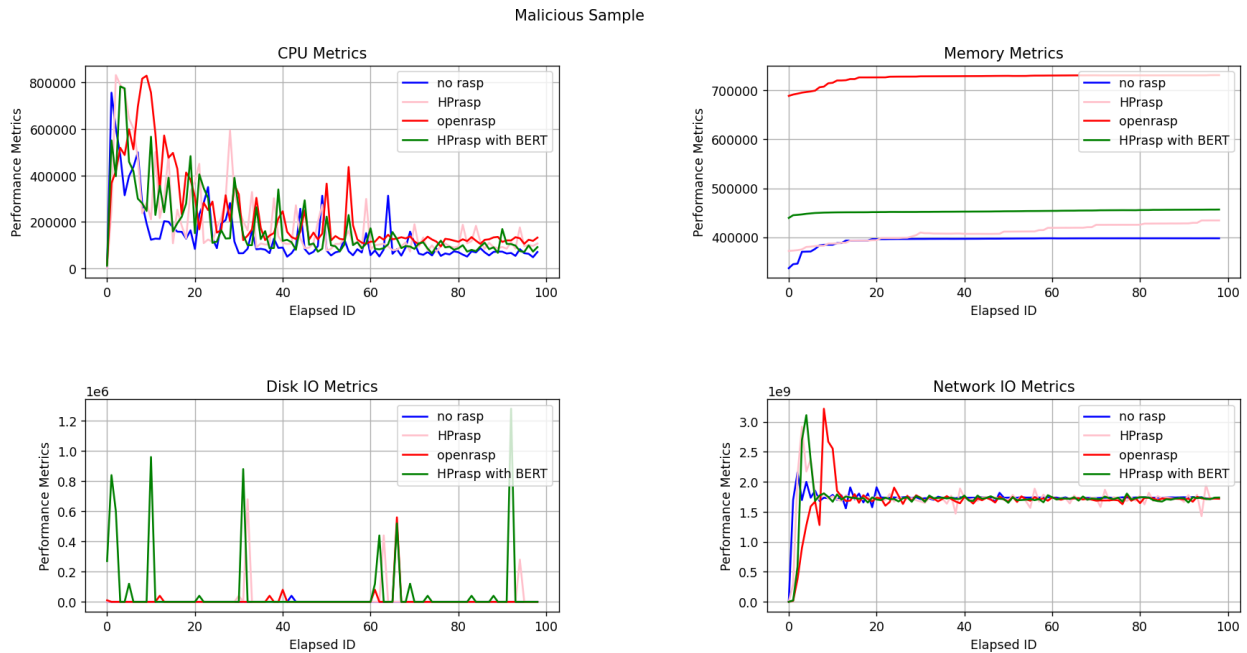 Malicious Sample
CPU Metrics
Performance Metrics
800000
600000
400000
200000
0
0 20 40 60 80 100
Elapsed ID
no rasp
HPrasp
openrasp
HPrasp with BERT
Memory Metrics
Performance Metrics
700000
600000
500000
400000
0 20 40 60 80 100
Elapsed ID
no rasp
HPrasp
openrasp
HPrasp with BERT
Disk IO Metrics
1e6
Performance Metrics
1.2
1.0
0.8
0.6
0.4
0.2
0.0
0 20 40 60 80 100
Elapsed ID
no rasp
HPrasp
openrasp
HPrasp with BERT
Network IO Metrics
1e9
Performance Metrics
3.0
2.5
2.0
1.5
1.0
0.5
0.0
0 20 40 60 80 100
Elapsed ID
no rasp
HPrasp
openrasp
HPrasp with BERT